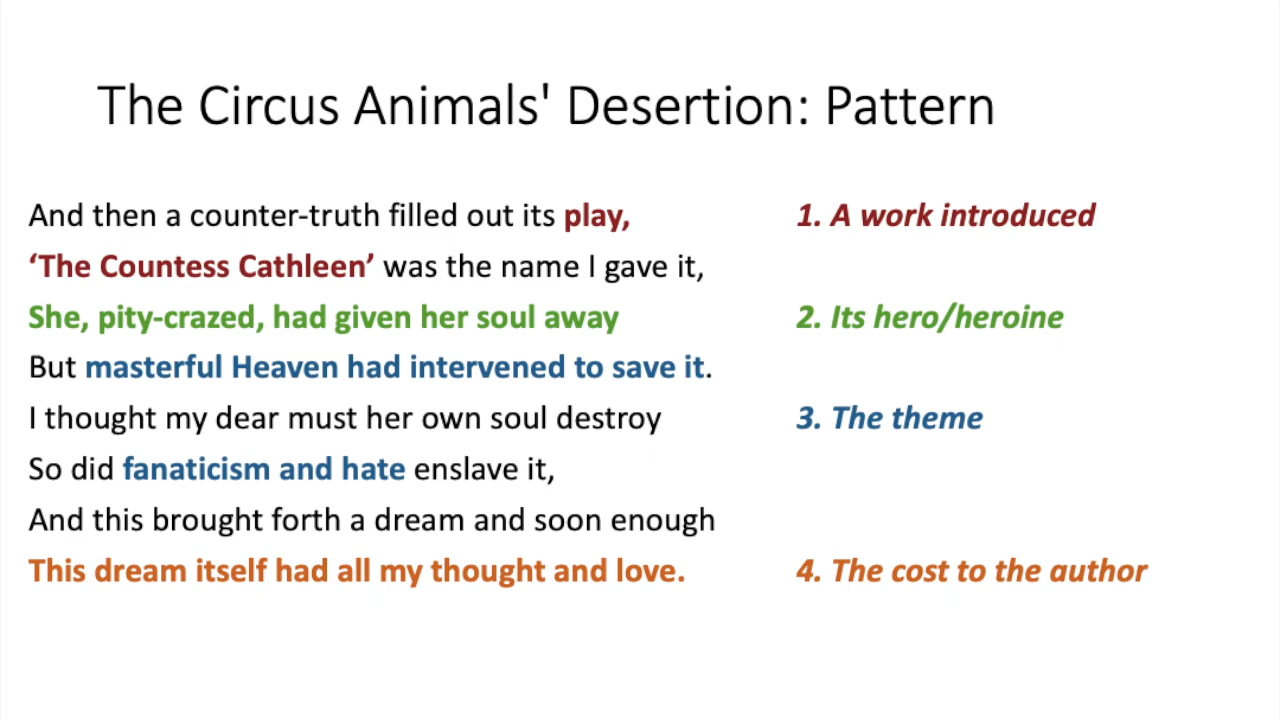 The Circus Animals' Desertion: Pattern
And then a counter-truth filled out its play,
1. A work introduced
‘The Countess Cathleen’ was the name I gave it,
She, pity-crazed, had given her soul away
2. Its hero/heroine
But masterful Heaven had intervened to save it.
I thought my dear must her own soul destroy
3. The theme
So did fanaticism and hate enslave it,
And this brought forth a dream and soon enough
This dream itself had all my thought and love.
4. The cost to the author